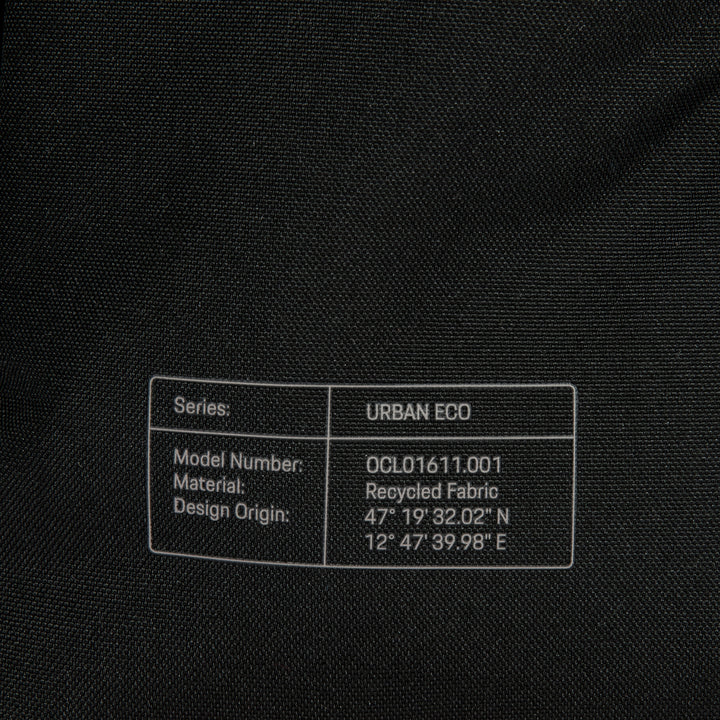 Series: URBAN ECO
Model Number: OCL01611.001
Material: Recycled Fabric
Design Origin: 47° 19' 32.02" N
12° 47' 39.98" E